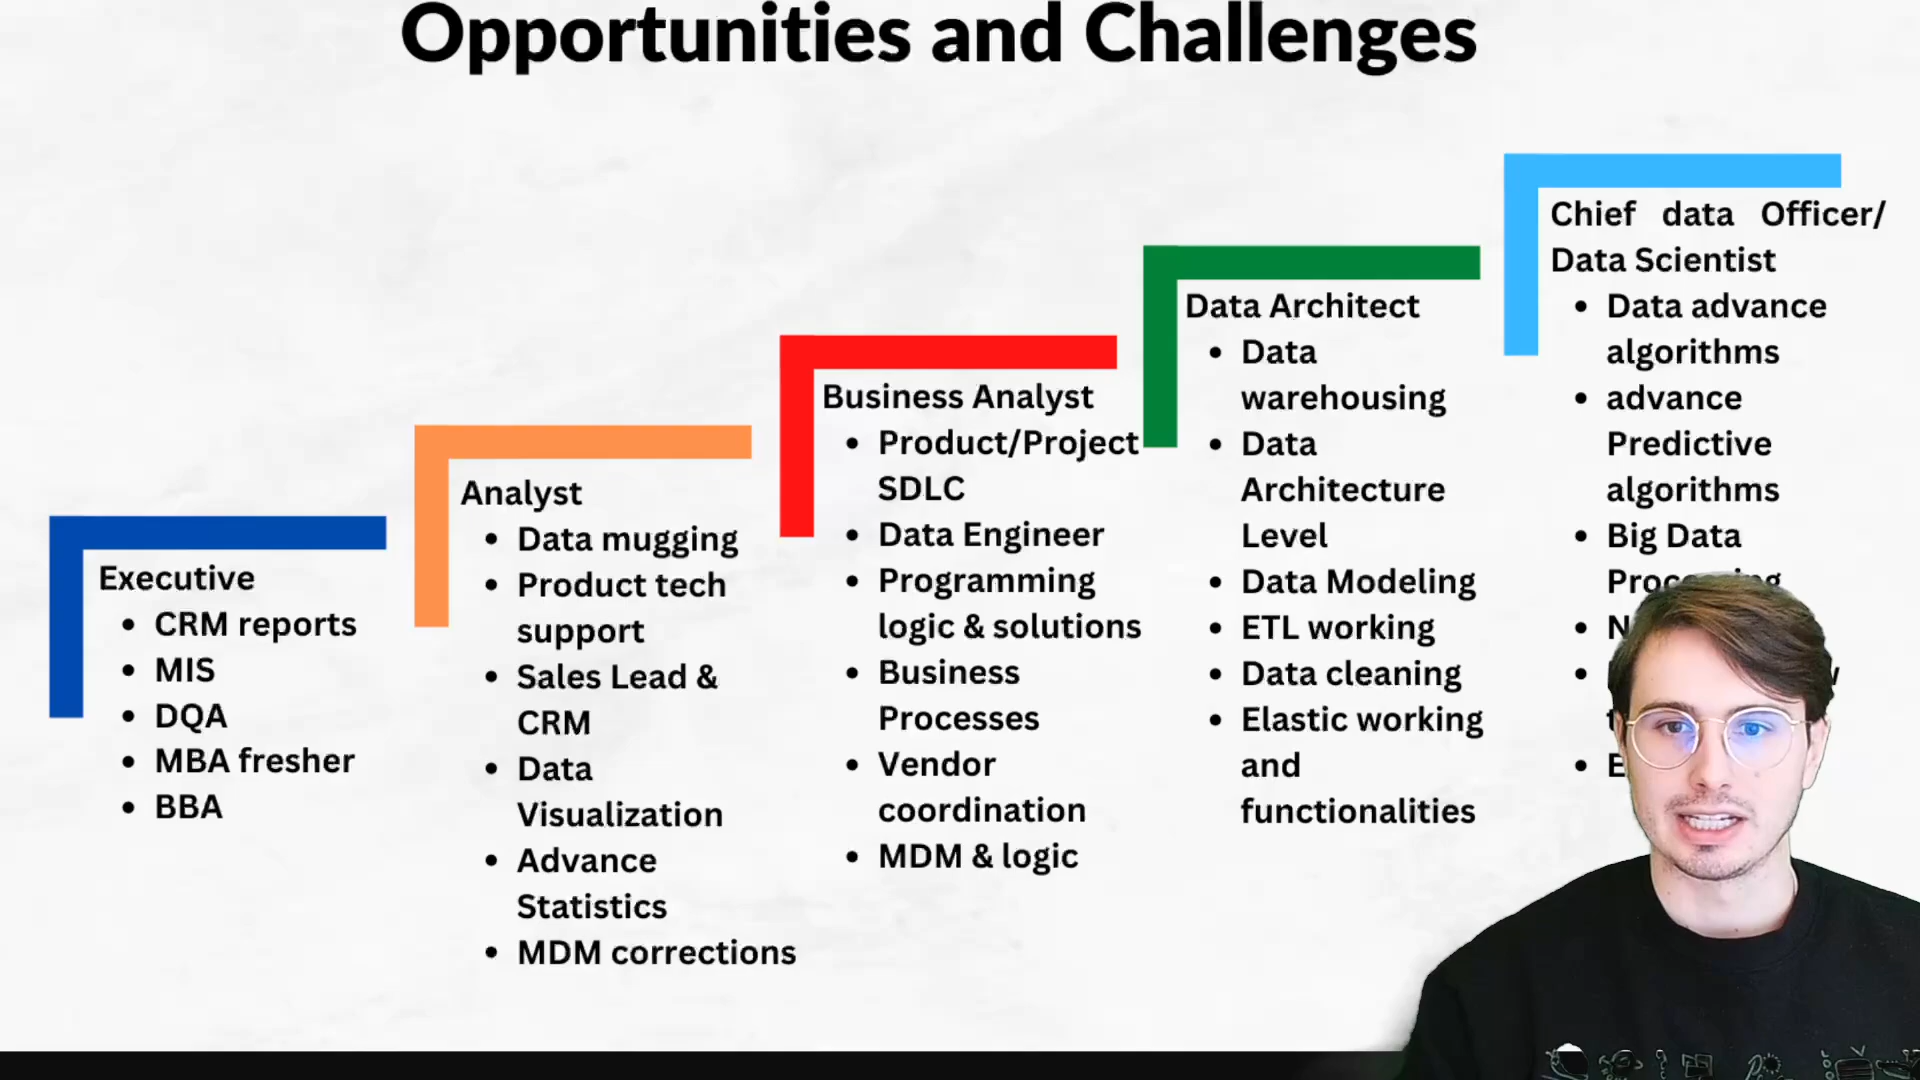 Opportunities and Challenges
Executive
• CRM reports
• MIS
• DQA
• MBA fresher
• BBA
Analyst
• Data mugging
• Product tech
support
• Sales Lead &
CRM
• Data
Visualization
• Advance
Statistics
• MDM corrections
Business Analyst
• Product/Project
SDLC
• Data Engineer
• Programming
logic & solutions
• Business
Processes
• Vendor
coordination
• MDM & logic
Data Architect
• Data
warehousing
• Data
Architecture
Level
• Data Modeling
• ETL working
• Data cleaning
• Elastic working
and
functionalities
Chief data Officer/
Data Scientist
• Data advance
algorithms
• advance
Predictive
algorithms
• Big Data